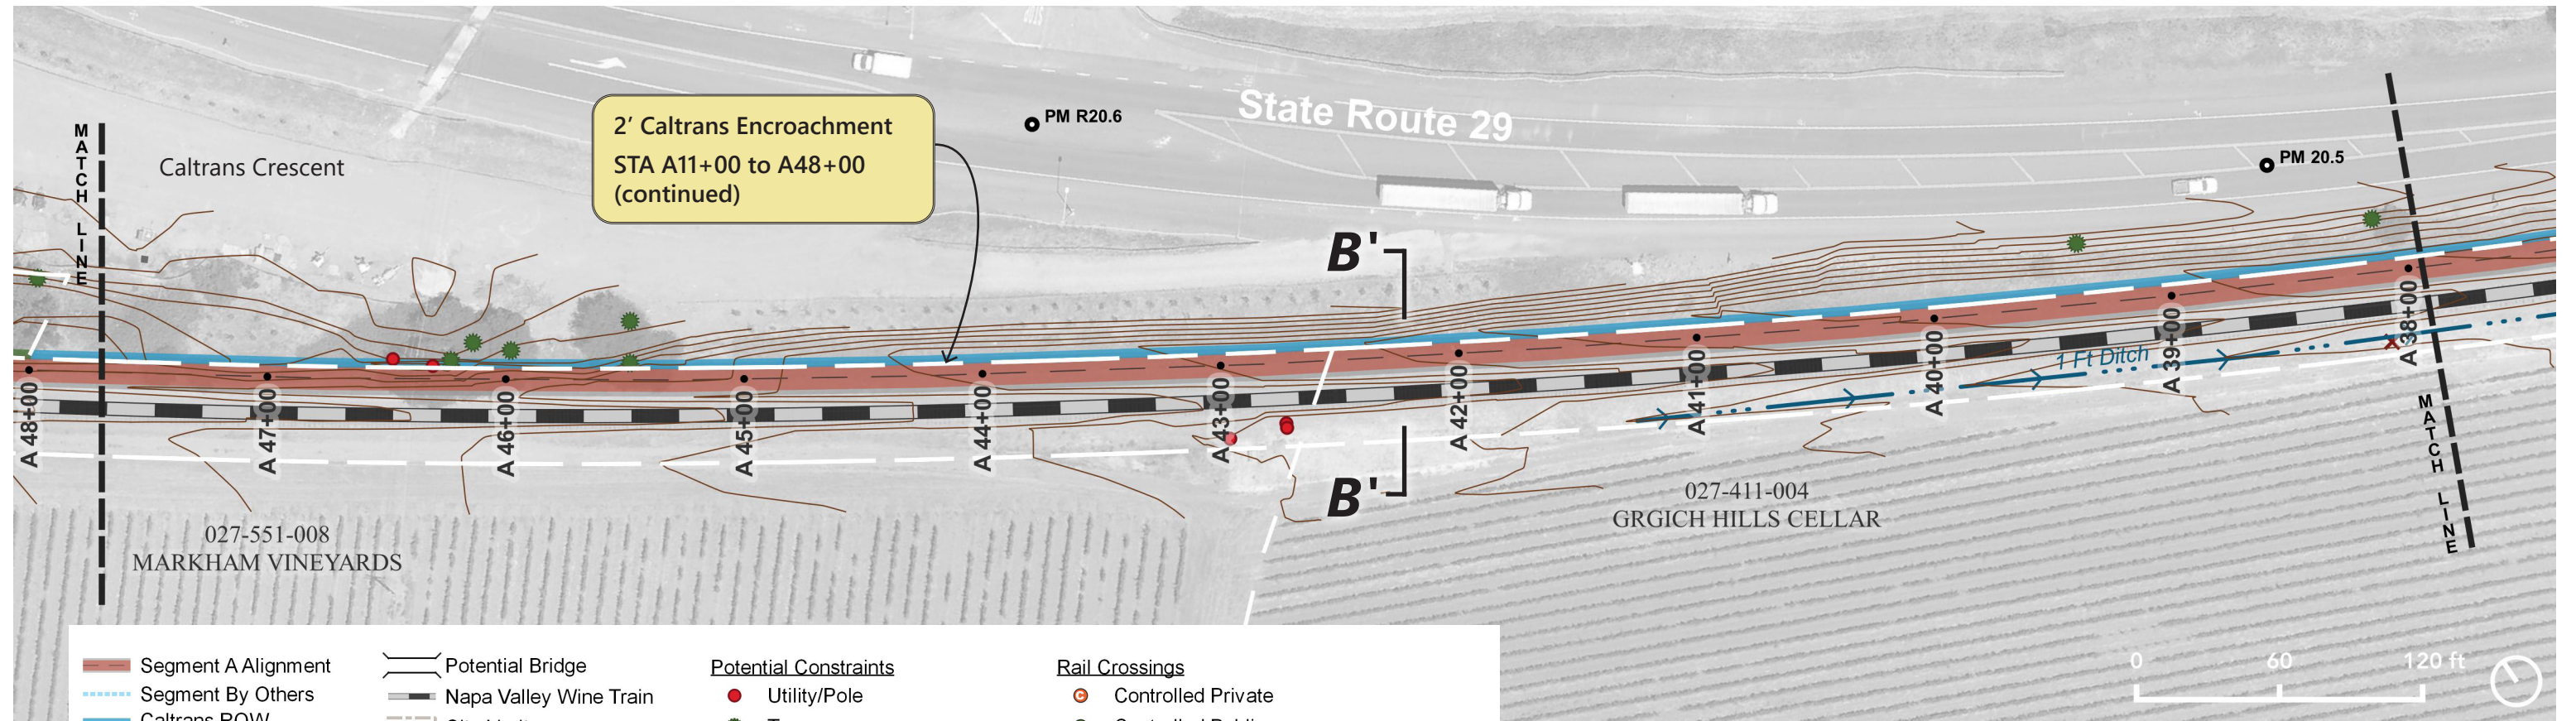 MATCH LINE
Caltrans Crescent
2’ Caltrans Encroachment
STA A11+00 to A48+00
(continued)
PM R20.6
State Route 29
PM 20.5
MATCH LINE
B'
B'
A 48+00
A 47+00
A 46+00
A 45+00
A 44+00
A 43+00
A 42+00
A 41+00
A 40+00
A 39+00
A 38+00
1 Ft Ditch
027-551-008
MARKHAM VINEYARDS
027-411-004
GRGICH HILLS CELLAR
0 60 120 ft
Segment A Alignment
Segment By Others
Caltrans ROW
Potential Bridge
Napa Valley Wine Train
Potential Constraints
Utility/Pole
Rail Crossings
Controlled Private